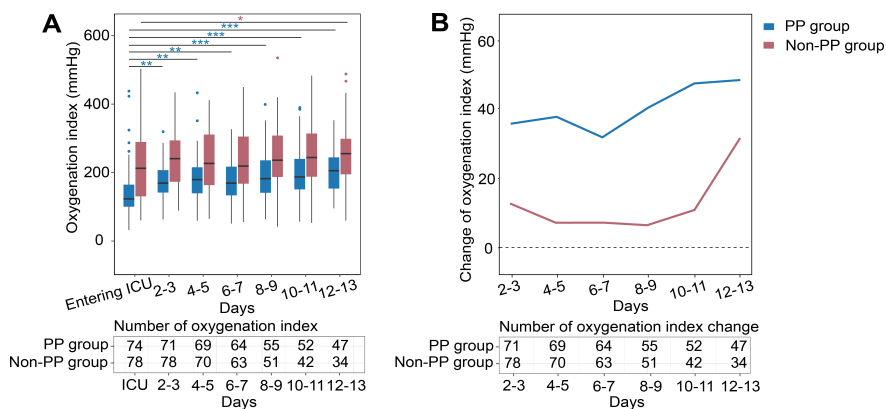 A
Oxygenation index (mmHg)
600
400
200
0
*
***
***
***
**
**
**
Entering ICU 2-3 4-5 6-7 8-9 10-11 12-13
Days
Number of oxygenation index
PP group 74 71 69 64 55 52 47
Non-PP group 78 78 70 63 51 42 34
ICU 2-3 4-5 6-7 8-9 10-11 12-13
Days
B
Change of oxygenation index (mmHg)
60
40
20
0
2-3 4-5 6-7 8-9 10-11 12-13
Days
PP group
Non-PP group
Number of oxygenation index change
PP group 71 69 64 55 52 47
Non-PP group 78 70 63 51 42 34
2-3 4-5 6-7 8-9 10-11 12-13
Days